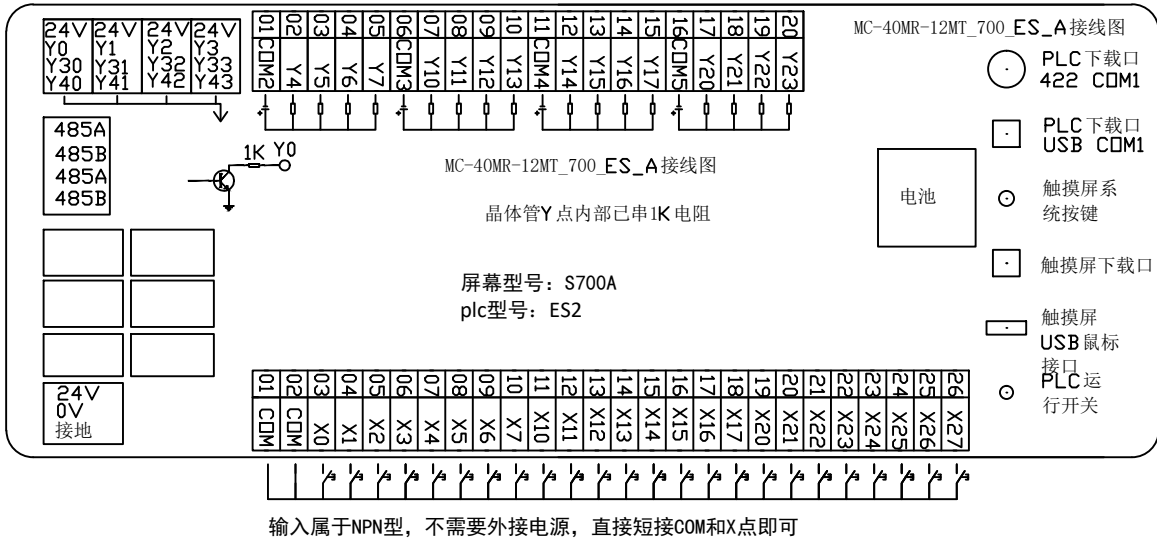 MC-40MR-12MT_700_ES_A接线图
24V 24V 24V 24V
Y0 Y1 Y2 Y3
Y30 Y31 Y32 Y33
Y40 Y41 Y42 Y43
01 02 03 04 05 06 07 08 09 10 11 12 13 14 15 16 17 18 19 20
COM2 Y4 Y5 Y6 Y7 COM3 Y10 Y11 Y12 Y13 COM4 Y14 Y15 Y16 Y17 COM5 Y20 Y21 Y22 Y23
485A
485B
485A
485B
1K Y0
MC-40MR-12MT_700_ES_A接线图
晶体管Y点内部已串1K电阻
屏幕型号：S700A
plc型号：ES2
电池
PLC下载口
422 COM1
PLC下载口
USB COM1
触摸屏系
统按键
触摸屏下载口
触摸屏
USB鼠标
接口
PLC运
行开关
24V
0V
接地
01 02 03 04 05 06 07 08 09 10 11 12 13 14 15 16 17 18 19 20 21 22 23 24 25 26
COM COM X0 X1 X2 X3 X4 X5 X6 X7 X10 X11 X12 X13 X14 X15 X16 X17 X20 X21 X22 X23 X24 X25 X26 X27
输入属于NPN型，不需要外接电源，直接短接COM和X点即可